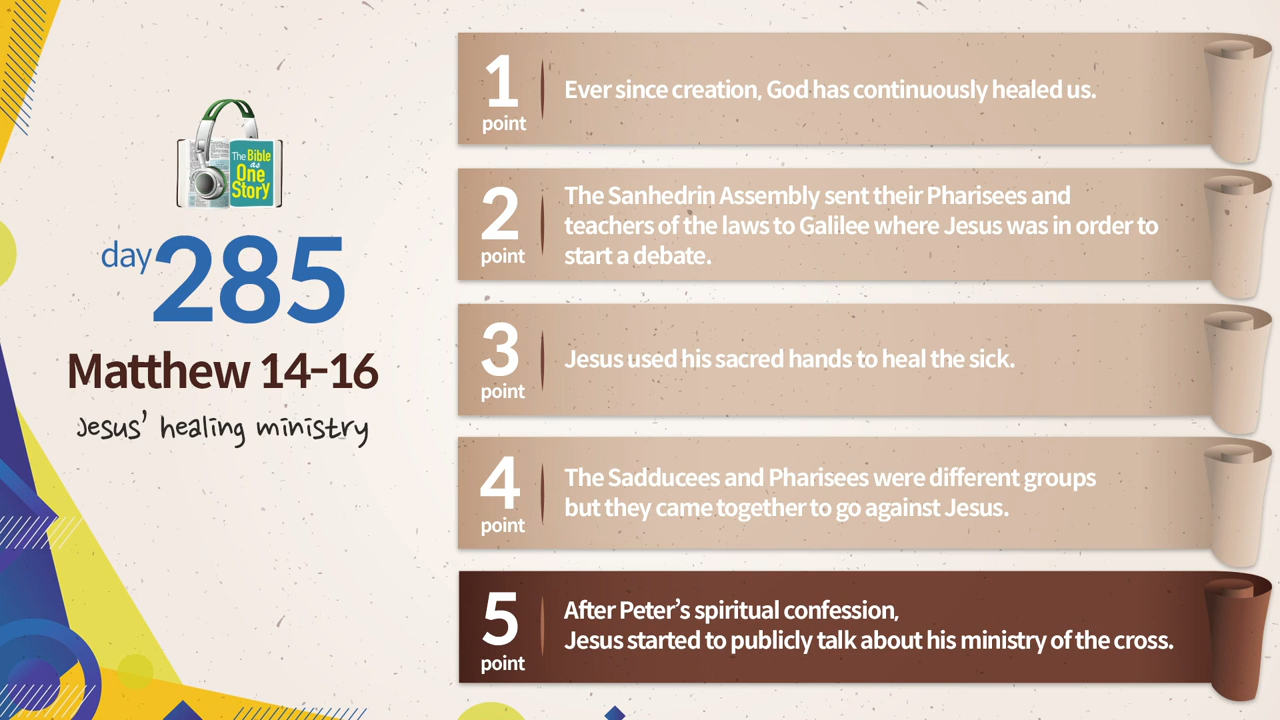 The Bible
as
One
Story
day 285
Matthew 14-16
Jesus' healing ministry
1
point
Ever since creation, God has continuously healed us.
2
point
The Sanhedrin Assembly sent their Pharisees and
teachers of the laws to Galilee where Jesus was in order to
start a debate.
3
point
Jesus used his sacred hands to heal the sick.
4
point
The Sadducees and Pharisees were different groups
but they came together to go against Jesus.
5
point
After Peter's spiritual confession,
Jesus started to publicly talk about his ministry of the cross.